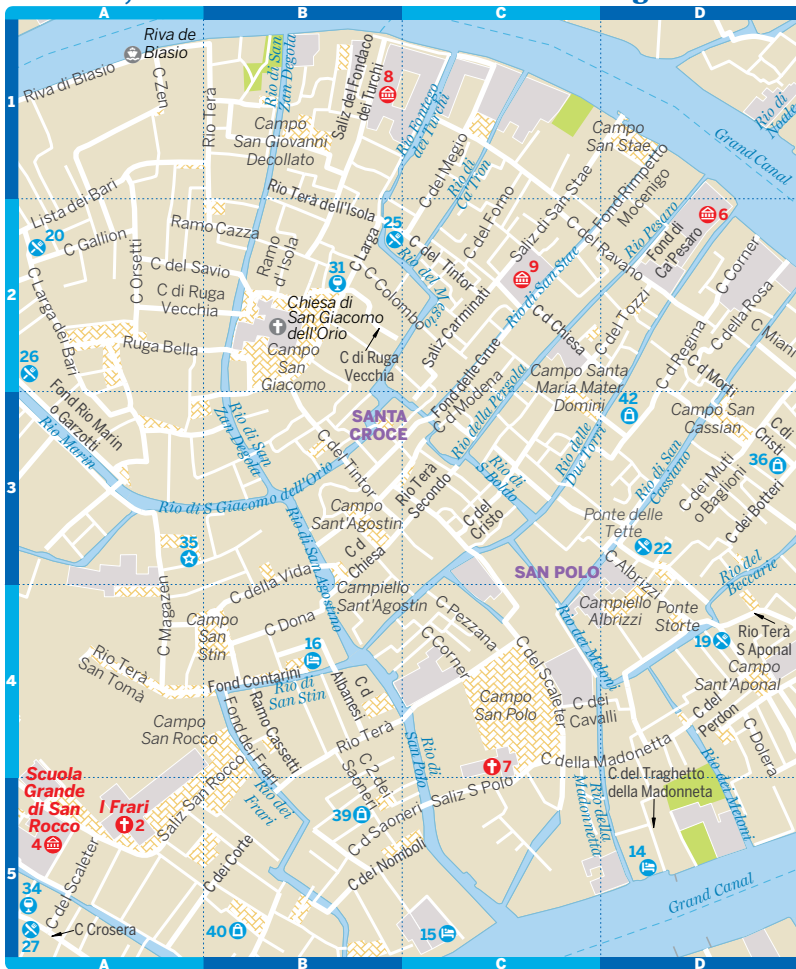 A
B
C
D
1
2
3
4
5
Riva de
Biasio
Riva di Biasio
C Zen
Rio Terà
Rio di San
Zan Degola
Saliz del Fondaco
dei Turchi
8
Rio Fontego
dei Turchi
Campo
San Giovanni
Decollato
C del Megio
Rio di
Ca'Tron
Campo
San Stae
Grand Canal
Rio di
Noale
Lista dei Bari
20
C Gallion
C Orsetti
Ramo Cazza
C del Savio
C di Ruga
Vecchia
Rio Terà dell'Isola
Ramo
d'Isola
C Larga
25
31
C Colombo
C del Tintor
Rio del M
egio
C del Forno
Saliz di San Stae
Fond Rimpetto
Mocenigo
C del Ravano
Rio Pesaro
Fond di
Ca'Pesaro
6
9
Rio di San Stae
Saliz Carminati
C Corner
C della Rosa
C Miani
C Larga dei Bari
26
Ruga Bella
Chiesa di
San Giacomo
dell'Orio
Campo
San
Giacomo
C di Ruga
Vecchia
Fond delle Grue
C d Modena
Rio della Pergola
C d Chiesa
C dei Tozzi
Campo Santa
Maria Mater
Domini
C d Regina
C d Morti
42
Campo San
Cassian
C di
Cristi
36
Fond Rio Marin
o Garzotti
Rio Marin
Rio di San
Zan Degola
SANTA
CROCE
C del Tintor
Rio di S Giacomo dell'Orio
Rio Terà
Secondo
Rio di
S Boldo
Rio delle
Due Torri
Rio di San
Cassiano
C dei Muti
o Baglioni
C dei Botteri
35
Campo
Sant'Agostin
C d
Chiesa
C del
Cristo
Ponte delle
Tette
22
SAN POLO
C Albrizzi
Rio del
Beccarie
C Magazen
Campo
San
Stin
C della Vida
Rio di San Agostino
Campiello
Sant'Agostin
C Dona
16
C Pezzana
C Corner
C del Scaleter
Rio dei Meloni
Campiello
Albrizzi
Ponte
Storte
19
Rio Terà
S Aponal
Campo
Sant'Aponal
Rio Terà
San Tomà
Fond Contarini
Rio di
San Stin
C d
Albanesi
Campo
San Polo
C dei
Cavalli
C del
Perdon
C Dolera
Campo
San Rocco
Fond dei Frari
Ramo Cassetti
Rio Terà
Rio di
San Polo
7
C della Madonetta
Scuola
Grande
di San
Rocco
4
I Frari
2
Saliz San Rocco
Rio dei
Frari
C 2 dei
Saoneri
39
C d Saoneri
Saliz S Polo
Rio della
Madonnetta
C del Traghetto
della Madonneta
Rio dei Meloni
C del Scaleter
C del Corte
C dei Nomboli
14
34
27
C Crosera
40
15
Grand Canal
A
B
C
D